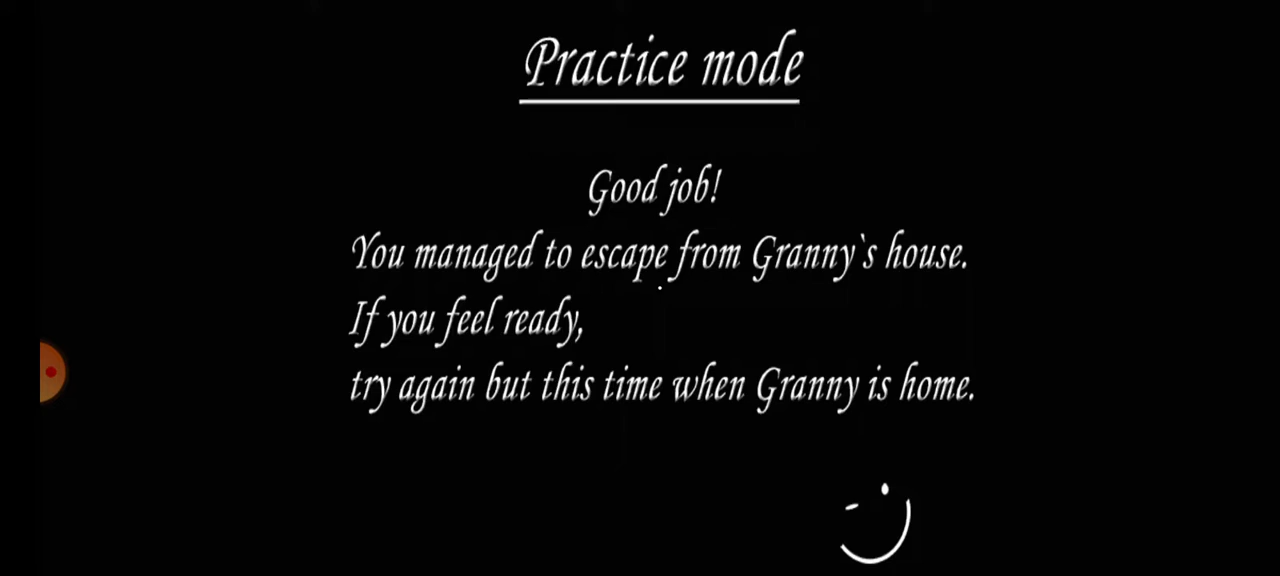 Practice mode
Good job!
You managed to escape from Granny`s house.
If you feel ready,
try again but this time when Granny is home.